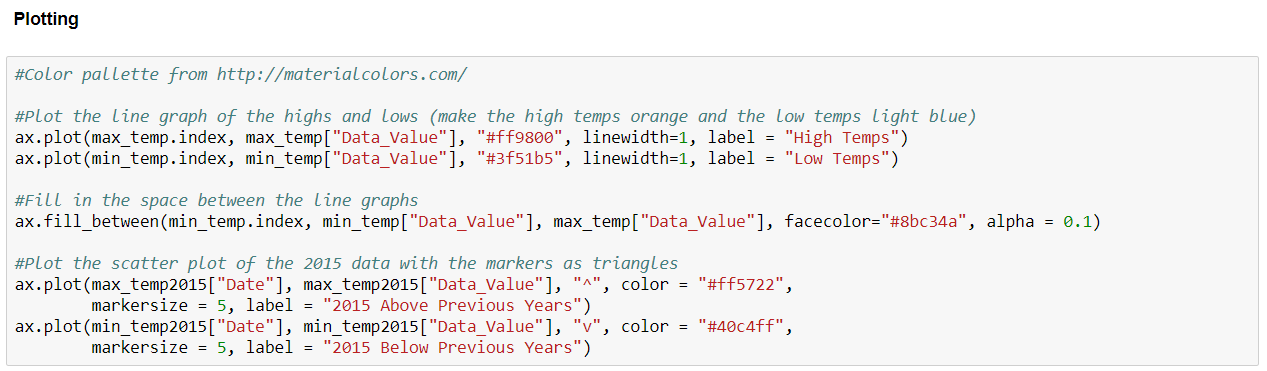 Plotting
#Color pallette from http://materialcolors.com/
#Plot the line graph of the highs and lows (make the high temps orange and the low temps light blue)
ax.plot(max_temp.index, max_temp["Data_Value"], "#ff9800", linewidth=1, label = "High Temps")
ax.plot(min_temp.index, min_temp["Data_Value"], "#3f51b5", linewidth=1, label = "Low Temps")
#Fill in the space between the line graphs
ax.fill_between(min_temp.index, min_temp["Data_Value"], max_temp["Data_Value"], facecolor="#8bc34a", alpha = 0.1)
#Plot the scatter plot of the 2015 data with the markers as triangles
ax.plot(max_temp2015["Date"], max_temp2015["Data_Value"], "^", color = "#ff5722",
markersize = 5, label = "2015 Above Previous Years")
ax.plot(min_temp2015["Date"], min_temp2015["Data_Value"], "v", color = "#40c4ff",
markersize = 5, label = "2015 Below Previous Years")